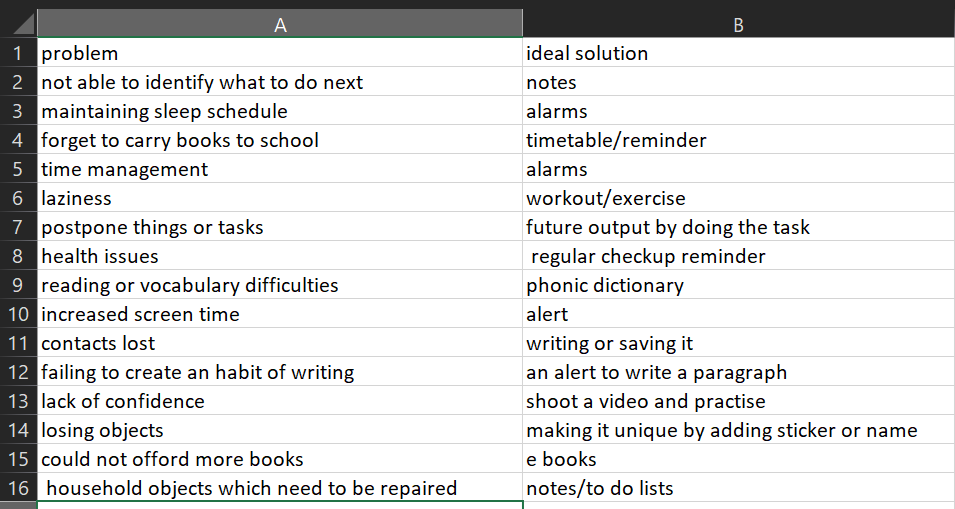 A B
1 problem ideal solution
2 not able to identify what to do next notes
3 maintaining sleep schedule alarms
4 forget to carry books to school timetable/reminder
5 time management alarms
6 laziness workout/exercise
7 postpone things or tasks future output by doing the task
8 health issues regular checkup reminder
9 reading or vocabulary difficulties phonic dictionary
10 increased screen time alert
11 contacts lost writing or saving it
12 failing to create an habit of writing an alert to write a paragraph
13 lack of confidence shoot a video and practise
14 losing objects making it unique by adding sticker or name
15 could not offord more books e books
16 household objects which need to be repaired notes/to do lists